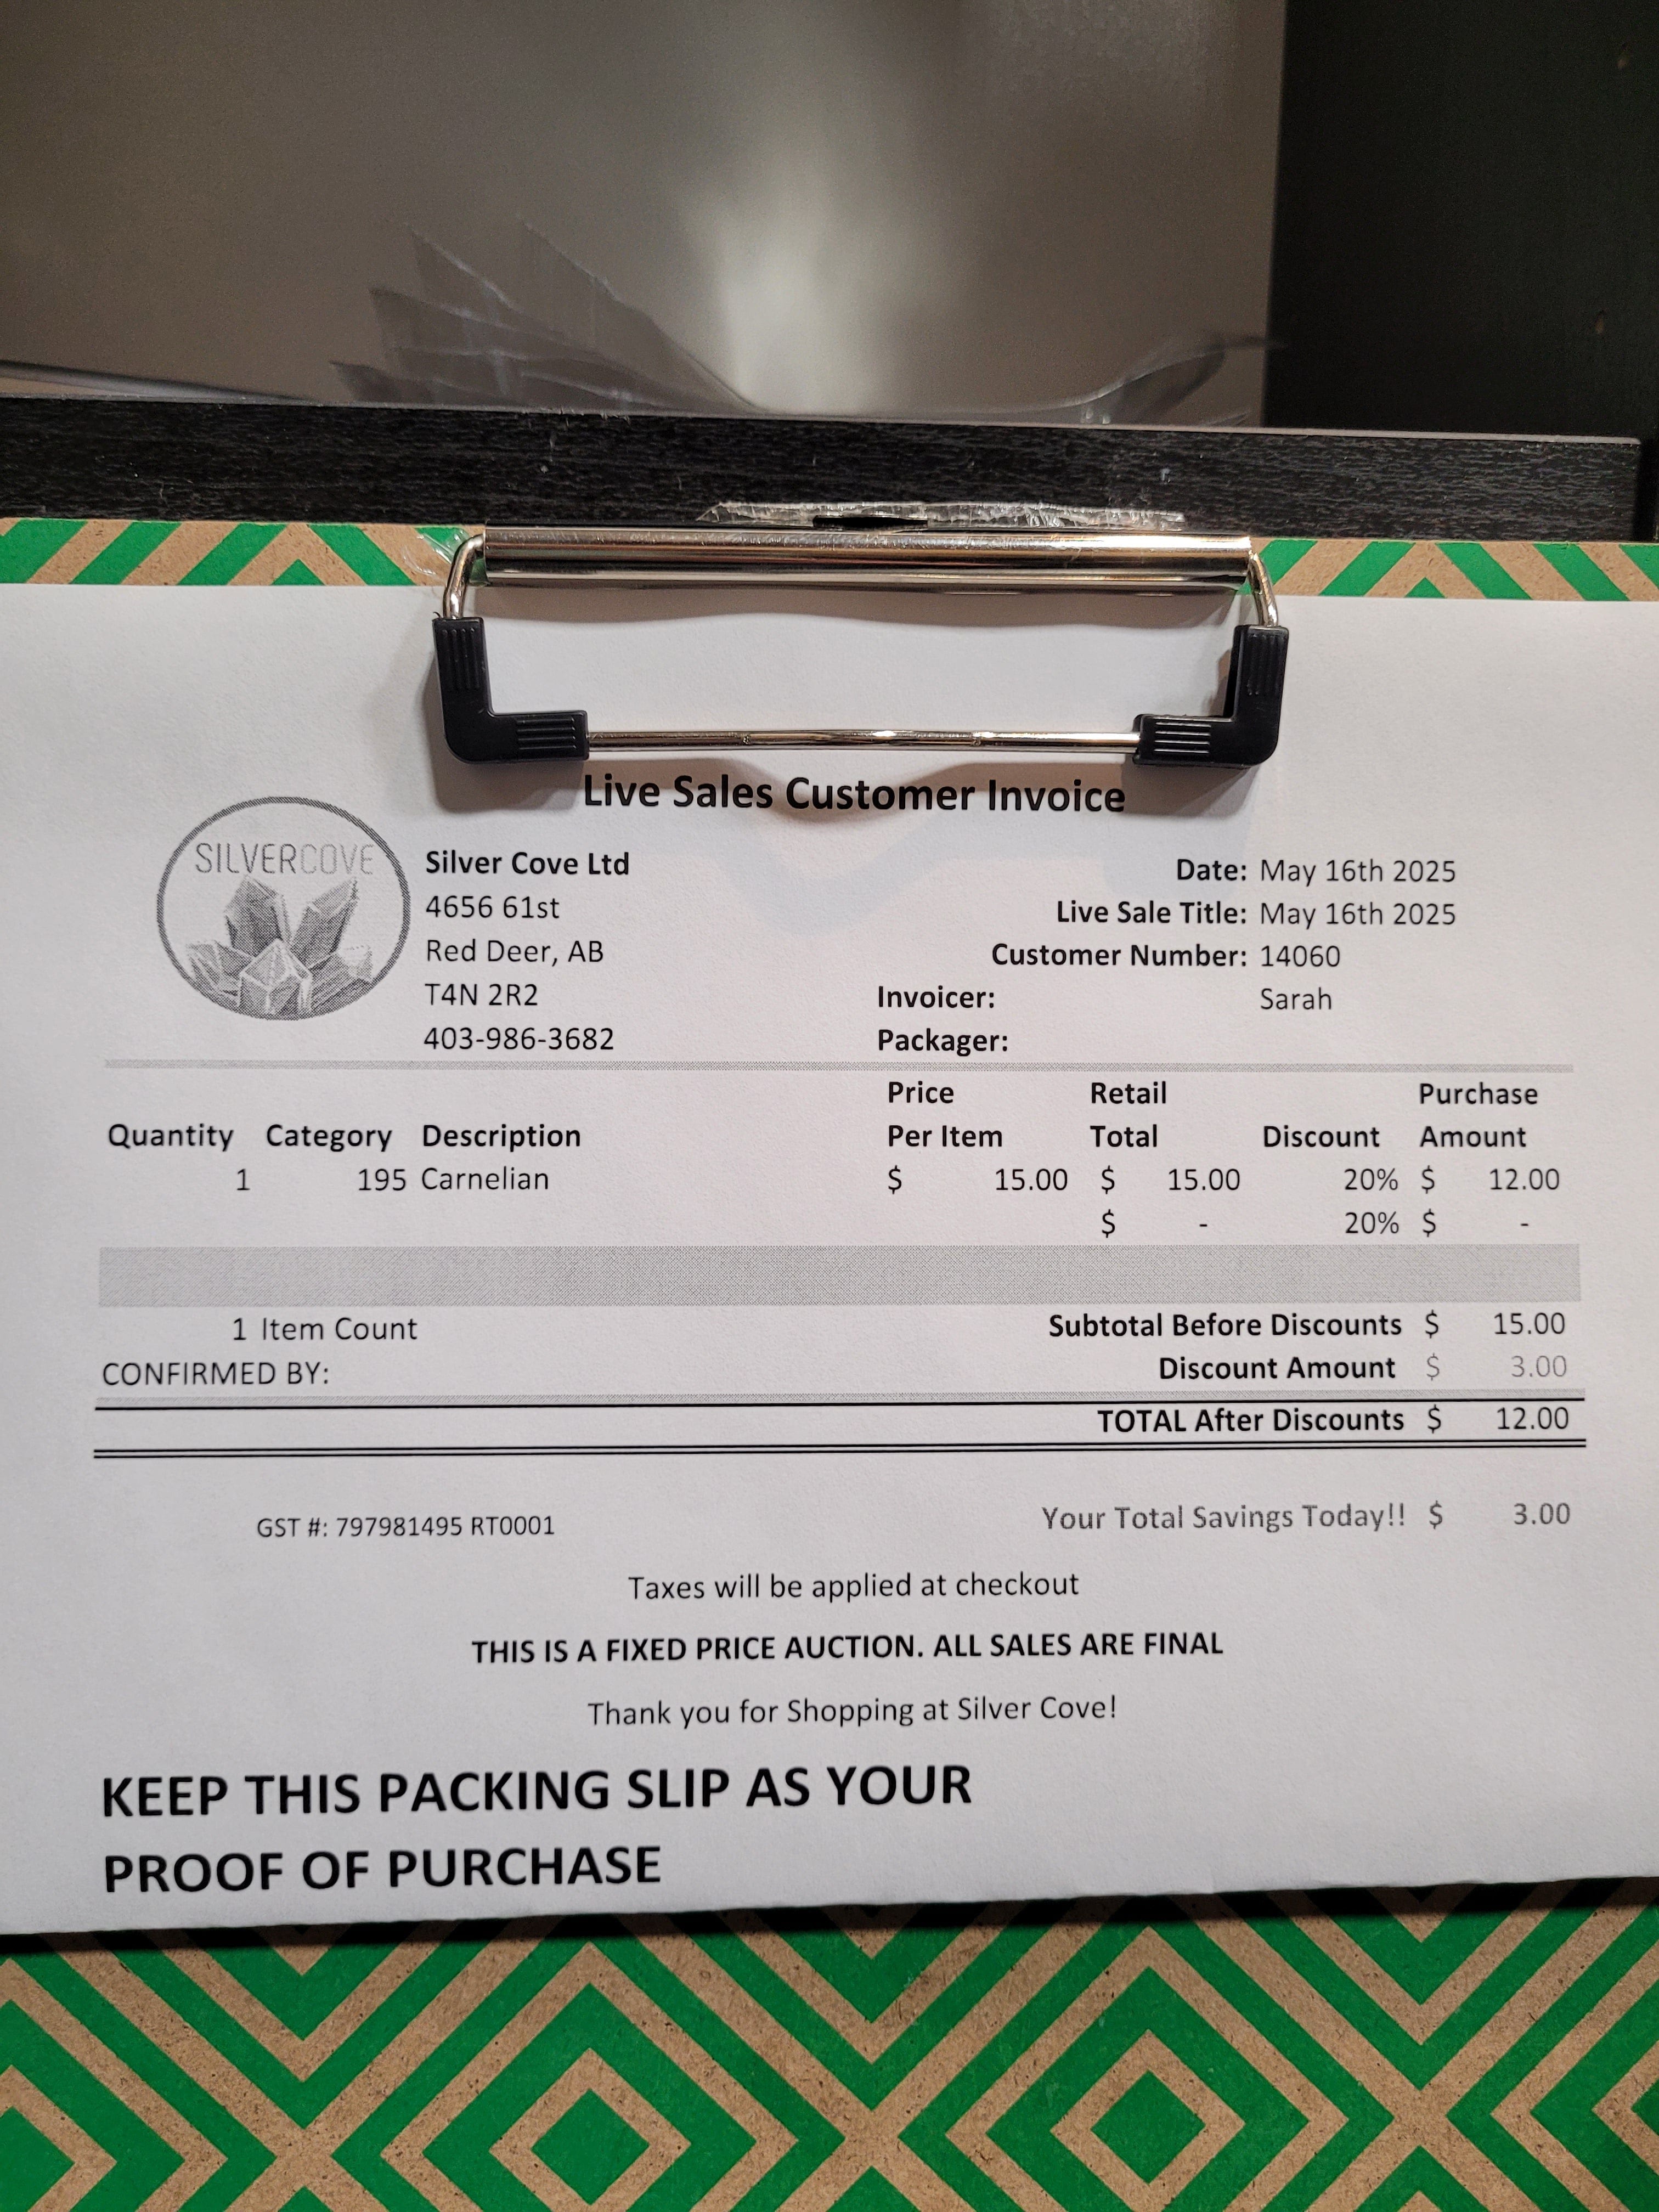 Live Sales Customer Invoice
SILVERCOVE
Silver Cove Ltd
4656 61st
Red Deer, AB
T4N 2R2
403-986-3682
Date: May 16th 2025
Live Sale Title: May 16th 2025
Customer Number: 14060
Invoicer: Sarah
Packager:
Price Retail Purchase
Quantity Category Description Per Item Total Discount Amount
1 195 Carnelian $ 15.00 $ 15.00 20% $ 12.00
$ - 20% $ -
1 Item Count Subtotal Before Discounts $ 15.00
CONFIRMED BY: Discount Amount $ 3.00
TOTAL After Discounts $ 12.00
GST #: 797981495 RT0001 Your Total Savings Today!! $ 3.00
Taxes will be applied at checkout
THIS IS A FIXED PRICE AUCTION. ALL SALES ARE FINAL
Thank you for Shopping at Silver Cove!
KEEP THIS PACKING SLIP AS YOUR
PROOF OF PURCHASE